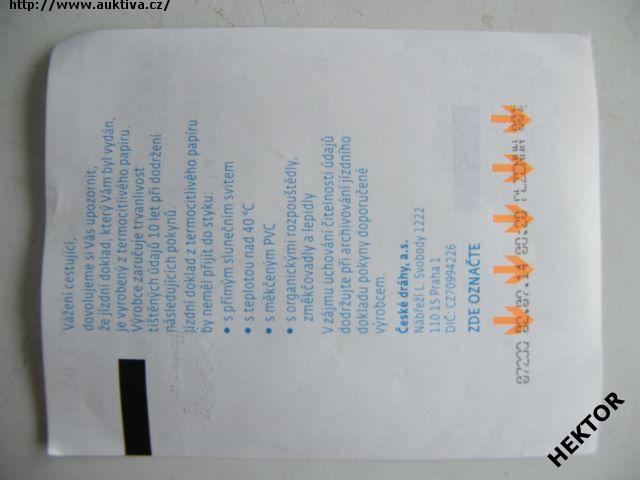 http://www.auktiva.cz/
Vážení cestující,
dovolujeme si Vás upozornit,
že jízdní doklad, který Vám byl vydán,
je vyrobený z termocitlivého papíru.
Výrobce zaručuje trvanlivost
tištěných údajů 10 let při dodržení
následujících pokynů.
Jízdní doklad z termocitlivého papíru
by neměl přijít do styku:
• s přímým slunečním svitem
• s teplotou nad 40 °C
• s měkčeným PVC
• s organickými rozpouštědly,
změkčovadly a lepidly
V zájmu uchování čitelnosti údajů
dodržujte při archivování jízdního
dokladu pokyny doporučené
výrobcem.
České dráhy, a.s.
Nábřeží L. Svobody 1222
110 15 Praha 1
DIČ: CZ70994226
ZDE OZNAČTE
HEKTOR